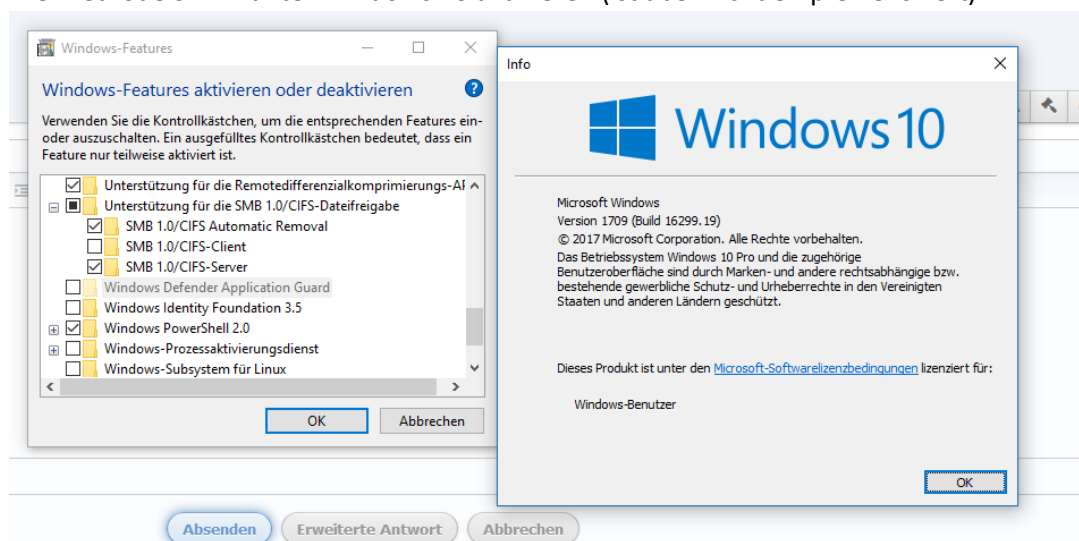 Windows-Features
Windows-Features aktivieren oder deaktivieren
Verwenden Sie die Kontrollkästchen, um die entsprechenden Features ein-
oder auszuschalten. Ein ausgefülltes Kontrollkästchen bedeutet, dass ein
Feature nur teilweise aktiviert ist.
Unterstützung für die Remotedifferenzialkomprimierungs-AF
Unterstützung für die SMB 1.0/CIFS-Dateifreigabe
SMB 1.0/CIFS Automatic Removal
SMB 1.0/CIFS-Client
SMB 1.0/CIFS-Server
Windows Defender Application Guard
Windows Identity Foundation 3.5
Windows PowerShell 2.0
Windows-Prozessaktivierungsdienst
Windows-Subsystem für Linux
OK
Abbrechen
Info
Windows 10
Microsoft Windows
Version 1709 (Build 16299.19)
© 2017 Microsoft Corporation. Alle Rechte vorbehalten.
Das Betriebssystem Windows 10 Pro und die zugehörige
Benutzeroberfläche sind durch Marken- und andere rechtsabhängige bzw.
bestehende gewerbliche Schutz- und Urheberrechte in den Vereinigten
Staaten und anderen Ländern geschützt.
Dieses Produkt ist unter den Microsoft-Softwarelizenzbedingungen lizenziert für:
Windows-Benutzer
OK
Absenden
Erweiterte Antwort
Abbrechen